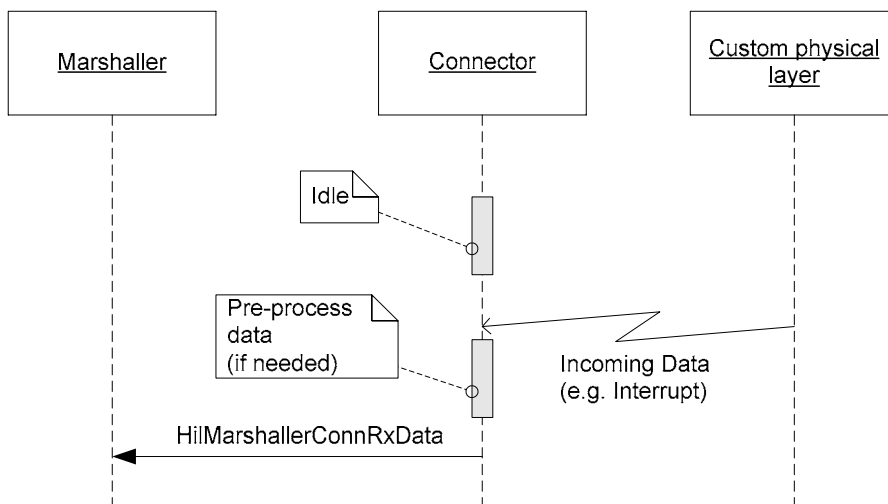 Marshaller
Connector
Custom physical
layer
Idle
Pre-process
data
(if needed)
Incoming Data
(e.g. Interrupt)
HilMarshallerConnRxData